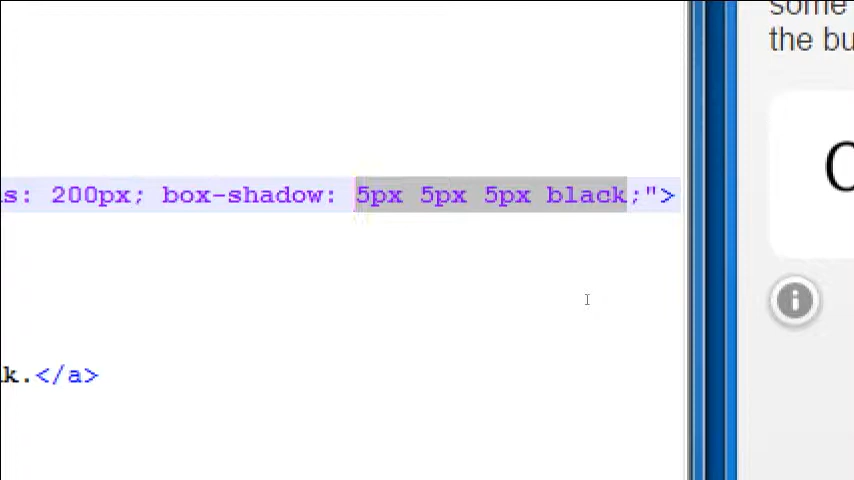 some
the bu
s: 200px; box-shadow: 5px 5px 5px black;">
k.</a>